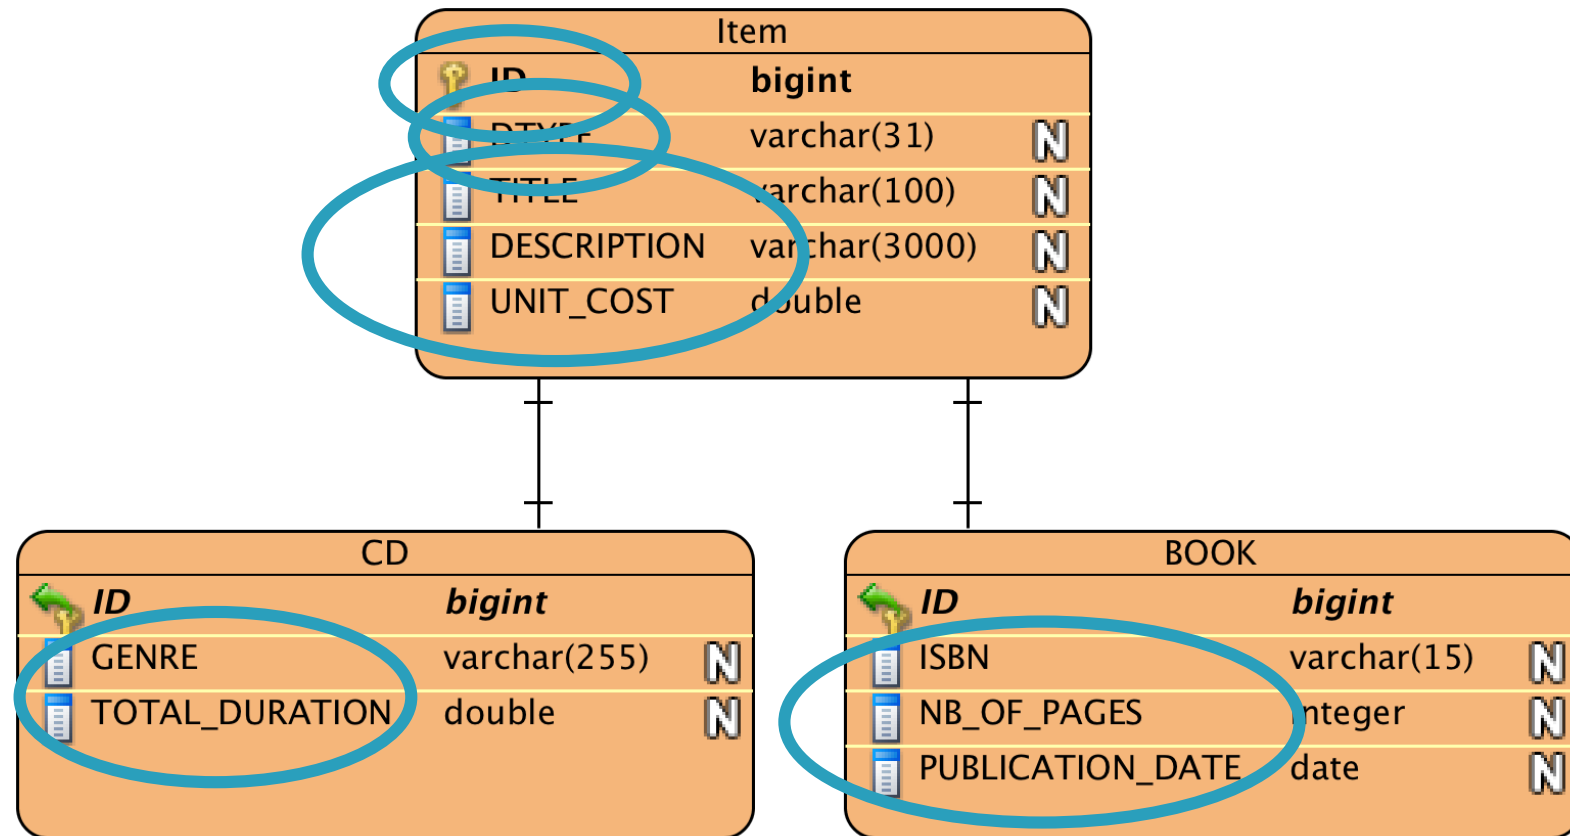 Item
ID bigint
DTYPE varchar(31) N
TITLE varchar(100) N
DESCRIPTION varchar(3000) N
UNIT_COST double N
CD
ID bigint
GENRE varchar(255) N
TOTAL_DURATION double N
BOOK
ID bigint
ISBN varchar(15) N
NB_OF_PAGES integer N
PUBLICATION_DATE date N